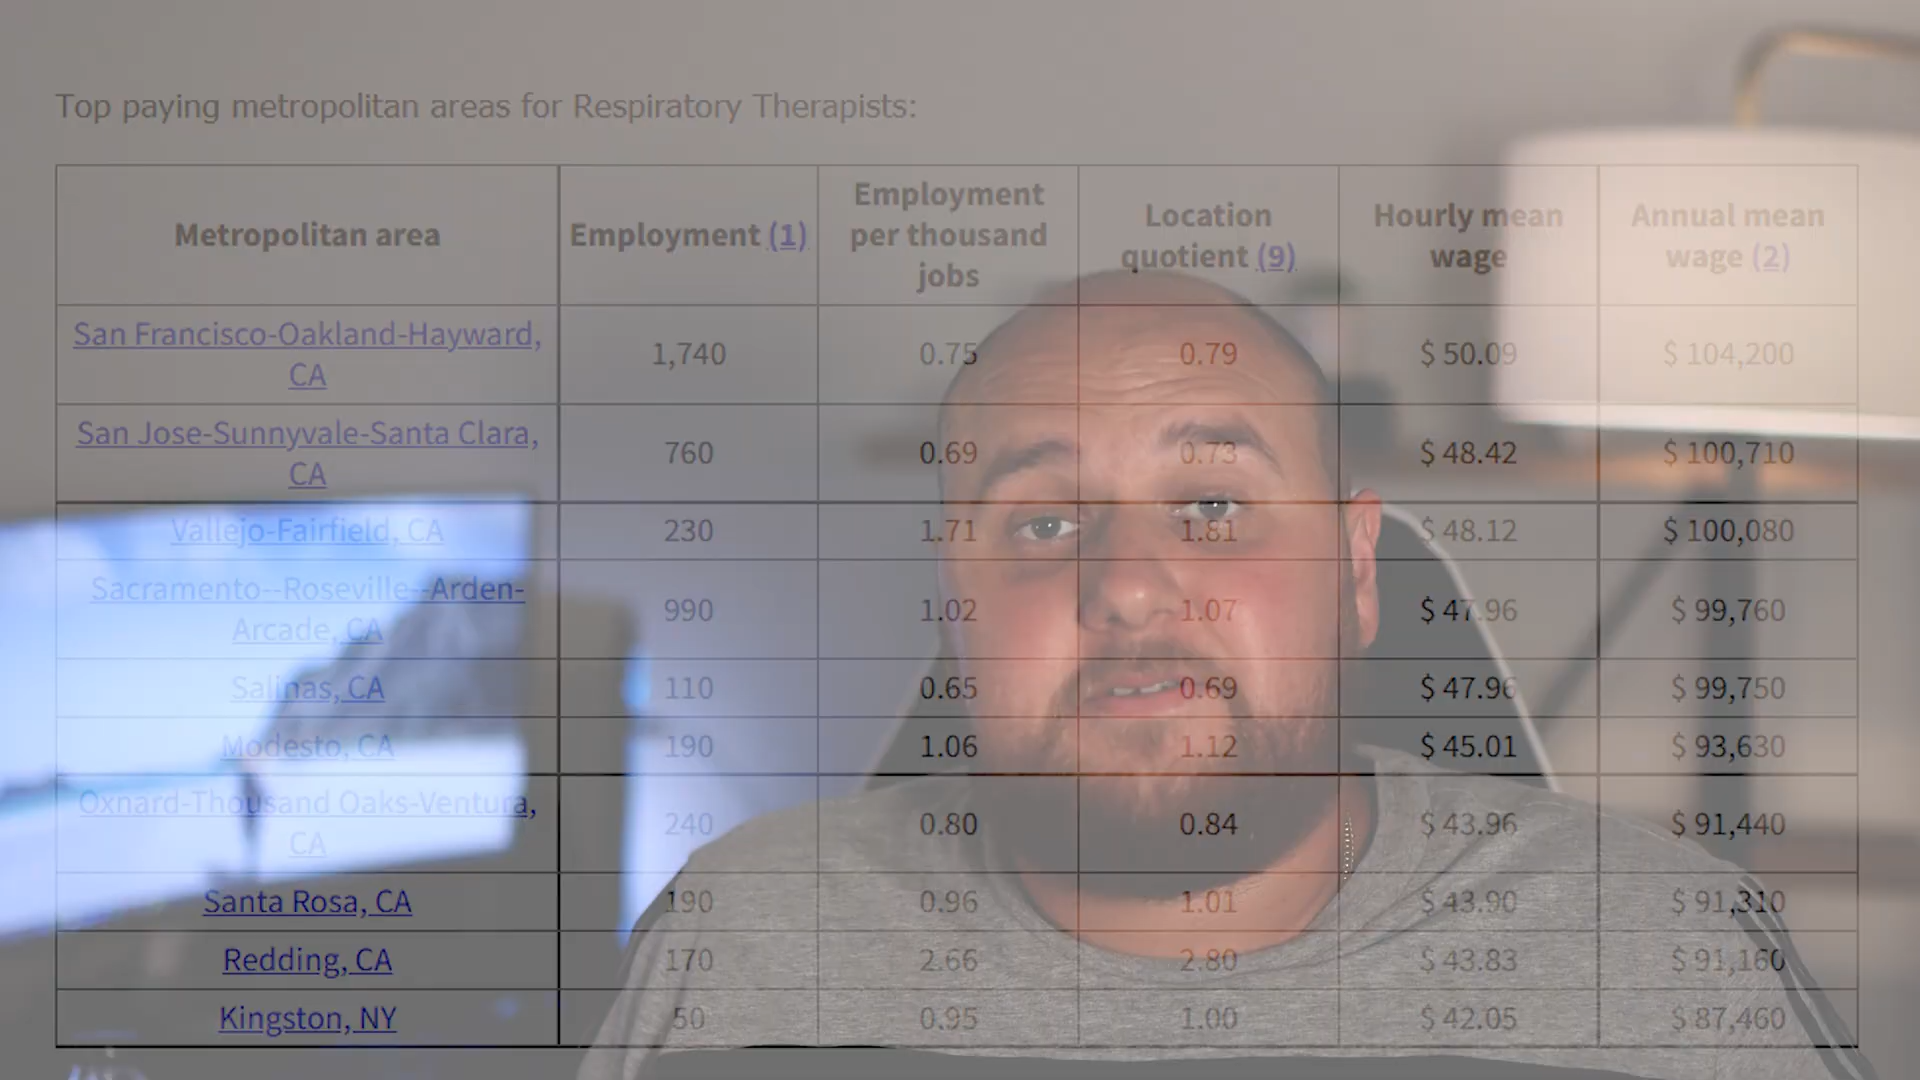 Top paying metropolitan areas for Respiratory Therapists:
Metropolitan area
Employment (1)
Employment
per thousand
jobs
Location
quotient (9)
Hourly mean
wage
Annual mean
wage (2)
San Francisco-Oakland-Hayward,
CA
1,740
0.75
0.79
$ 50.09
$ 104,200
San Jose-Sunnyvale-Santa Clara,
CA
760
0.69
0.73
$ 48.42
$ 100,710
Vallejo-Fairfield, CA
230
1.71
1.81
$ 48.12
$ 100,080
Sacramento--Roseville--Arden-
Arcade, CA
990
1.02
1.07
$ 47.96
$ 99,760
Salinas, CA
110
0.65
0.69
$ 47.96
$ 99,750
Modesto, CA
190
1.06
1.12
$ 45.01
$ 93,630
Oxnard-Thousand Oaks-Ventura,
CA
240
0.80
0.84
$ 43.96
$ 91,440
Santa Rosa, CA
190
0.96
1.01
$ 43.90
$ 91,310
Redding, CA
170
2.66
2.80
$ 43.83
$ 91,160
Kingston, NY
50
0.95
1.00
$ 42.05
$ 87,460